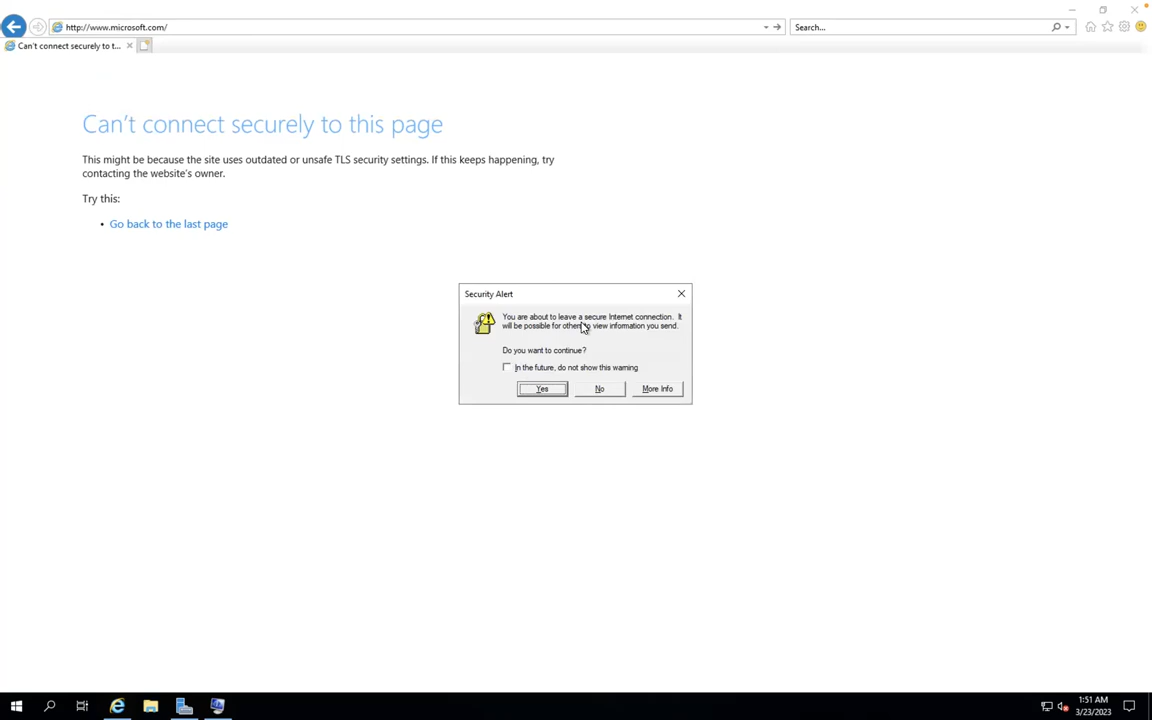 http://www.microsoft.com/
Search...
Can't connect securely to t...
Can't connect securely to this page
This might be because the site uses outdated or unsafe TLS security settings. If this keeps happening, try
contacting the website's owner.
Try this:
• Go back to the last page
Security Alert
You are about to leave a secure Internet connection. It
will be possible for others to view information you send.
Do you want to continue?
In the future, do not show this warning
Yes
No
More Info
1:51 AM
3/23/2023